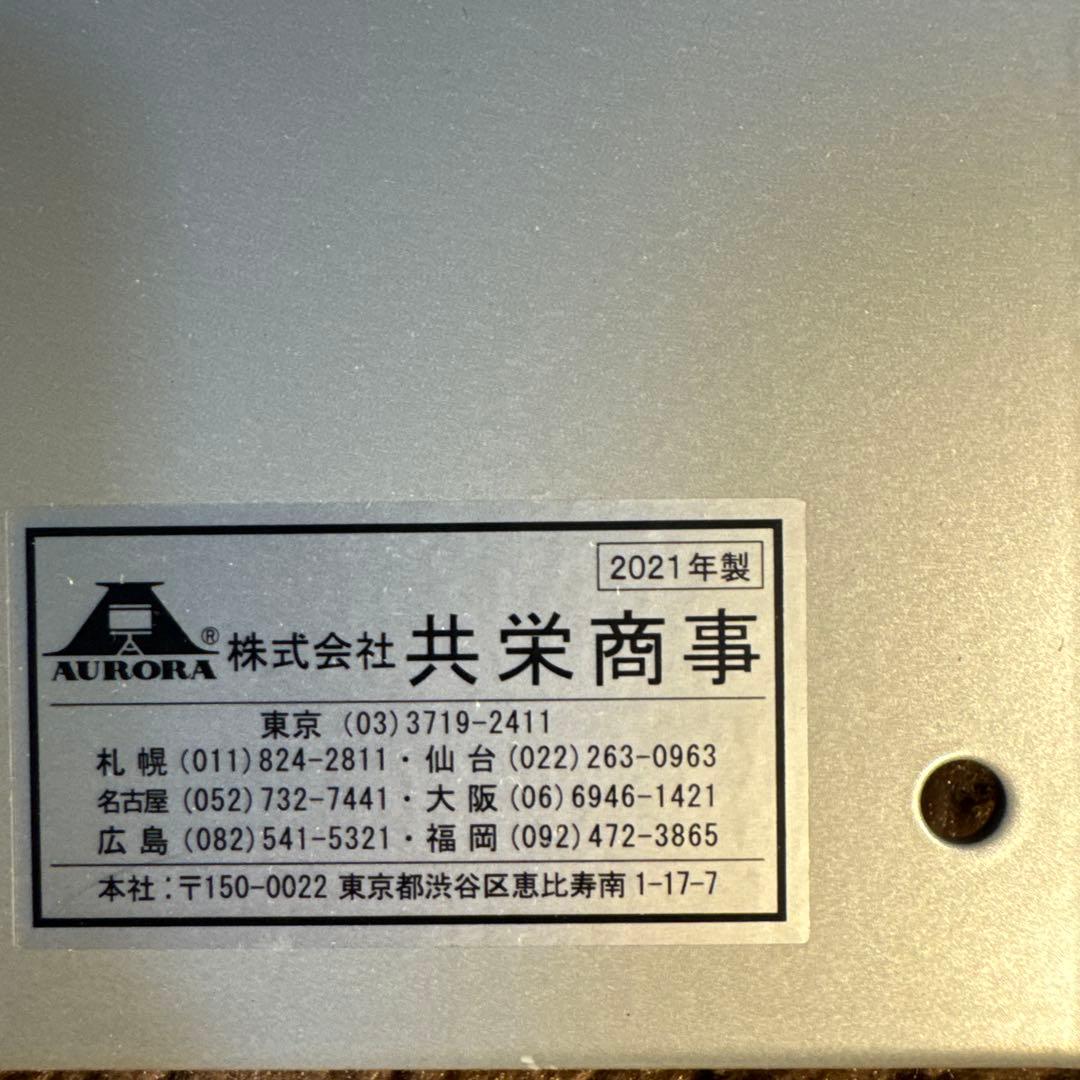 2021年製
AURORA® 株式会社 共栄商事
東京 (03)3719-2411
札幌 (011)824-2811・仙台 (022)263-0963
名古屋 (052)732-7441・大阪 (06)6946-1421
広島 (082)541-5321・福岡 (092)472-3865
本社：〒150-0022 東京都渋谷区恵比寿南1-17-7